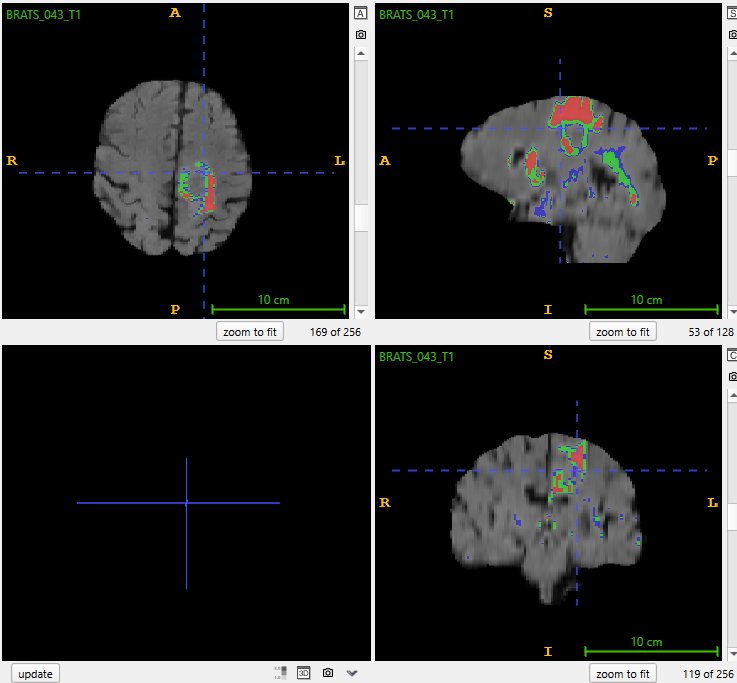 BRATS_043_T1
A
A
R
L
10 cm
P
zoom to fit
169 of 256
BRATS_043_T1
S
S
A
P
10 cm
I
zoom to fit
53 of 128
update
3D
BRATS_043_T1
S
C
R
L
10 cm
I
zoom to fit
119 of 256